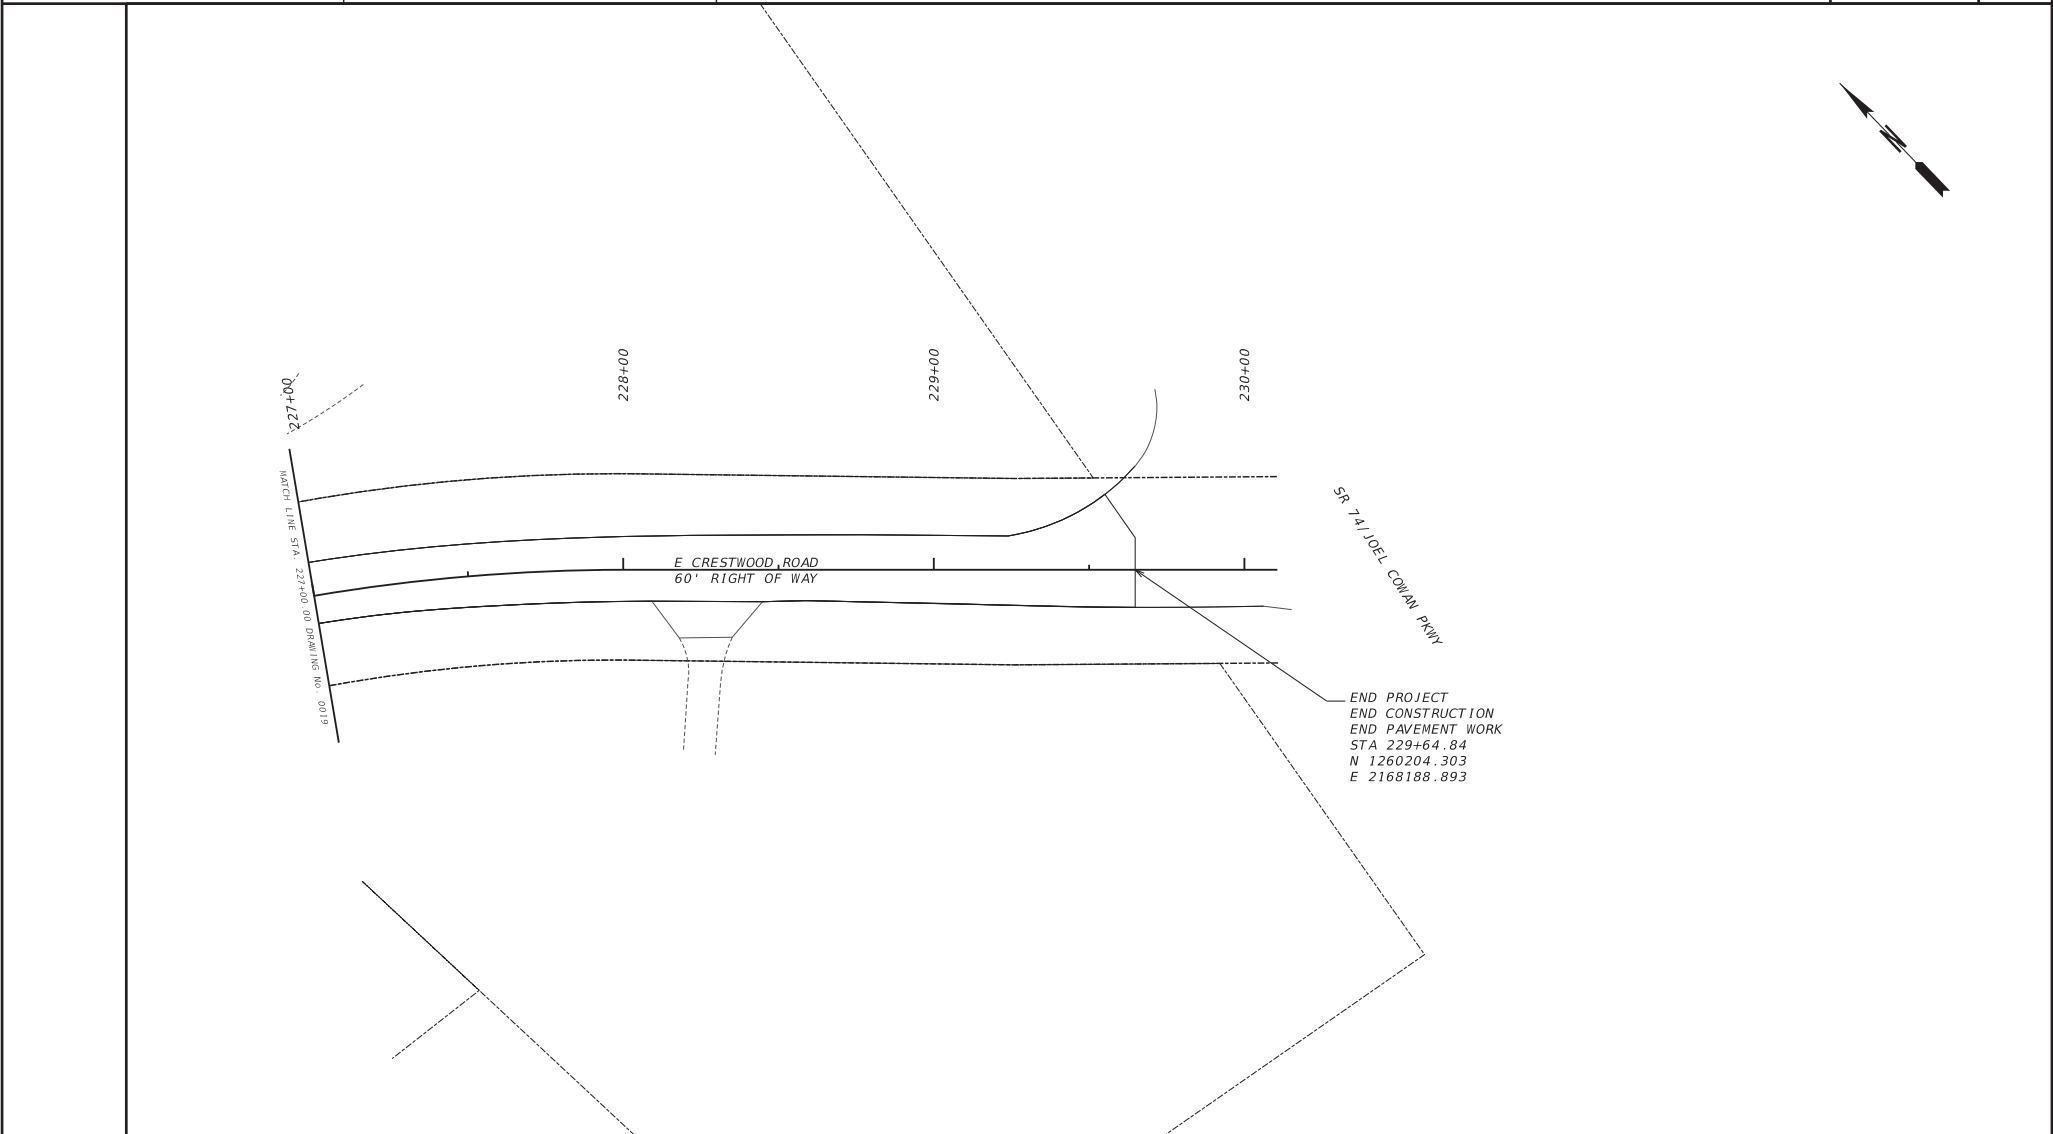 N
228+00
229+00
230+00
227+00
MATCH LINE STA. 227+00.00 DRAWING No. 0019
E CRESTWOOD ROAD
60' RIGHT OF WAY
SR 74/JOEL COWAN PKWY
END PROJECT
END CONSTRUCTION
END PAVEMENT WORK
STA 229+64.84
N 1260204.303
E 2168188.893